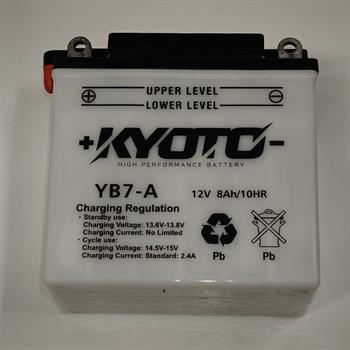 UPPER LEVEL
LOWER LEVEL
+KYOTO-
HIGH PERFORMANCE BATTERY
YB7-A 12V 8Ah/10HR
Charging Regulation
• Standby use:
Charging Voltage: 13.6V-13.8V
Charging Current: No Limited
• Cycle use:
Charging Voltage: 14.5V-15V
Charging Current: Standard: 2.4A
Pb Pb